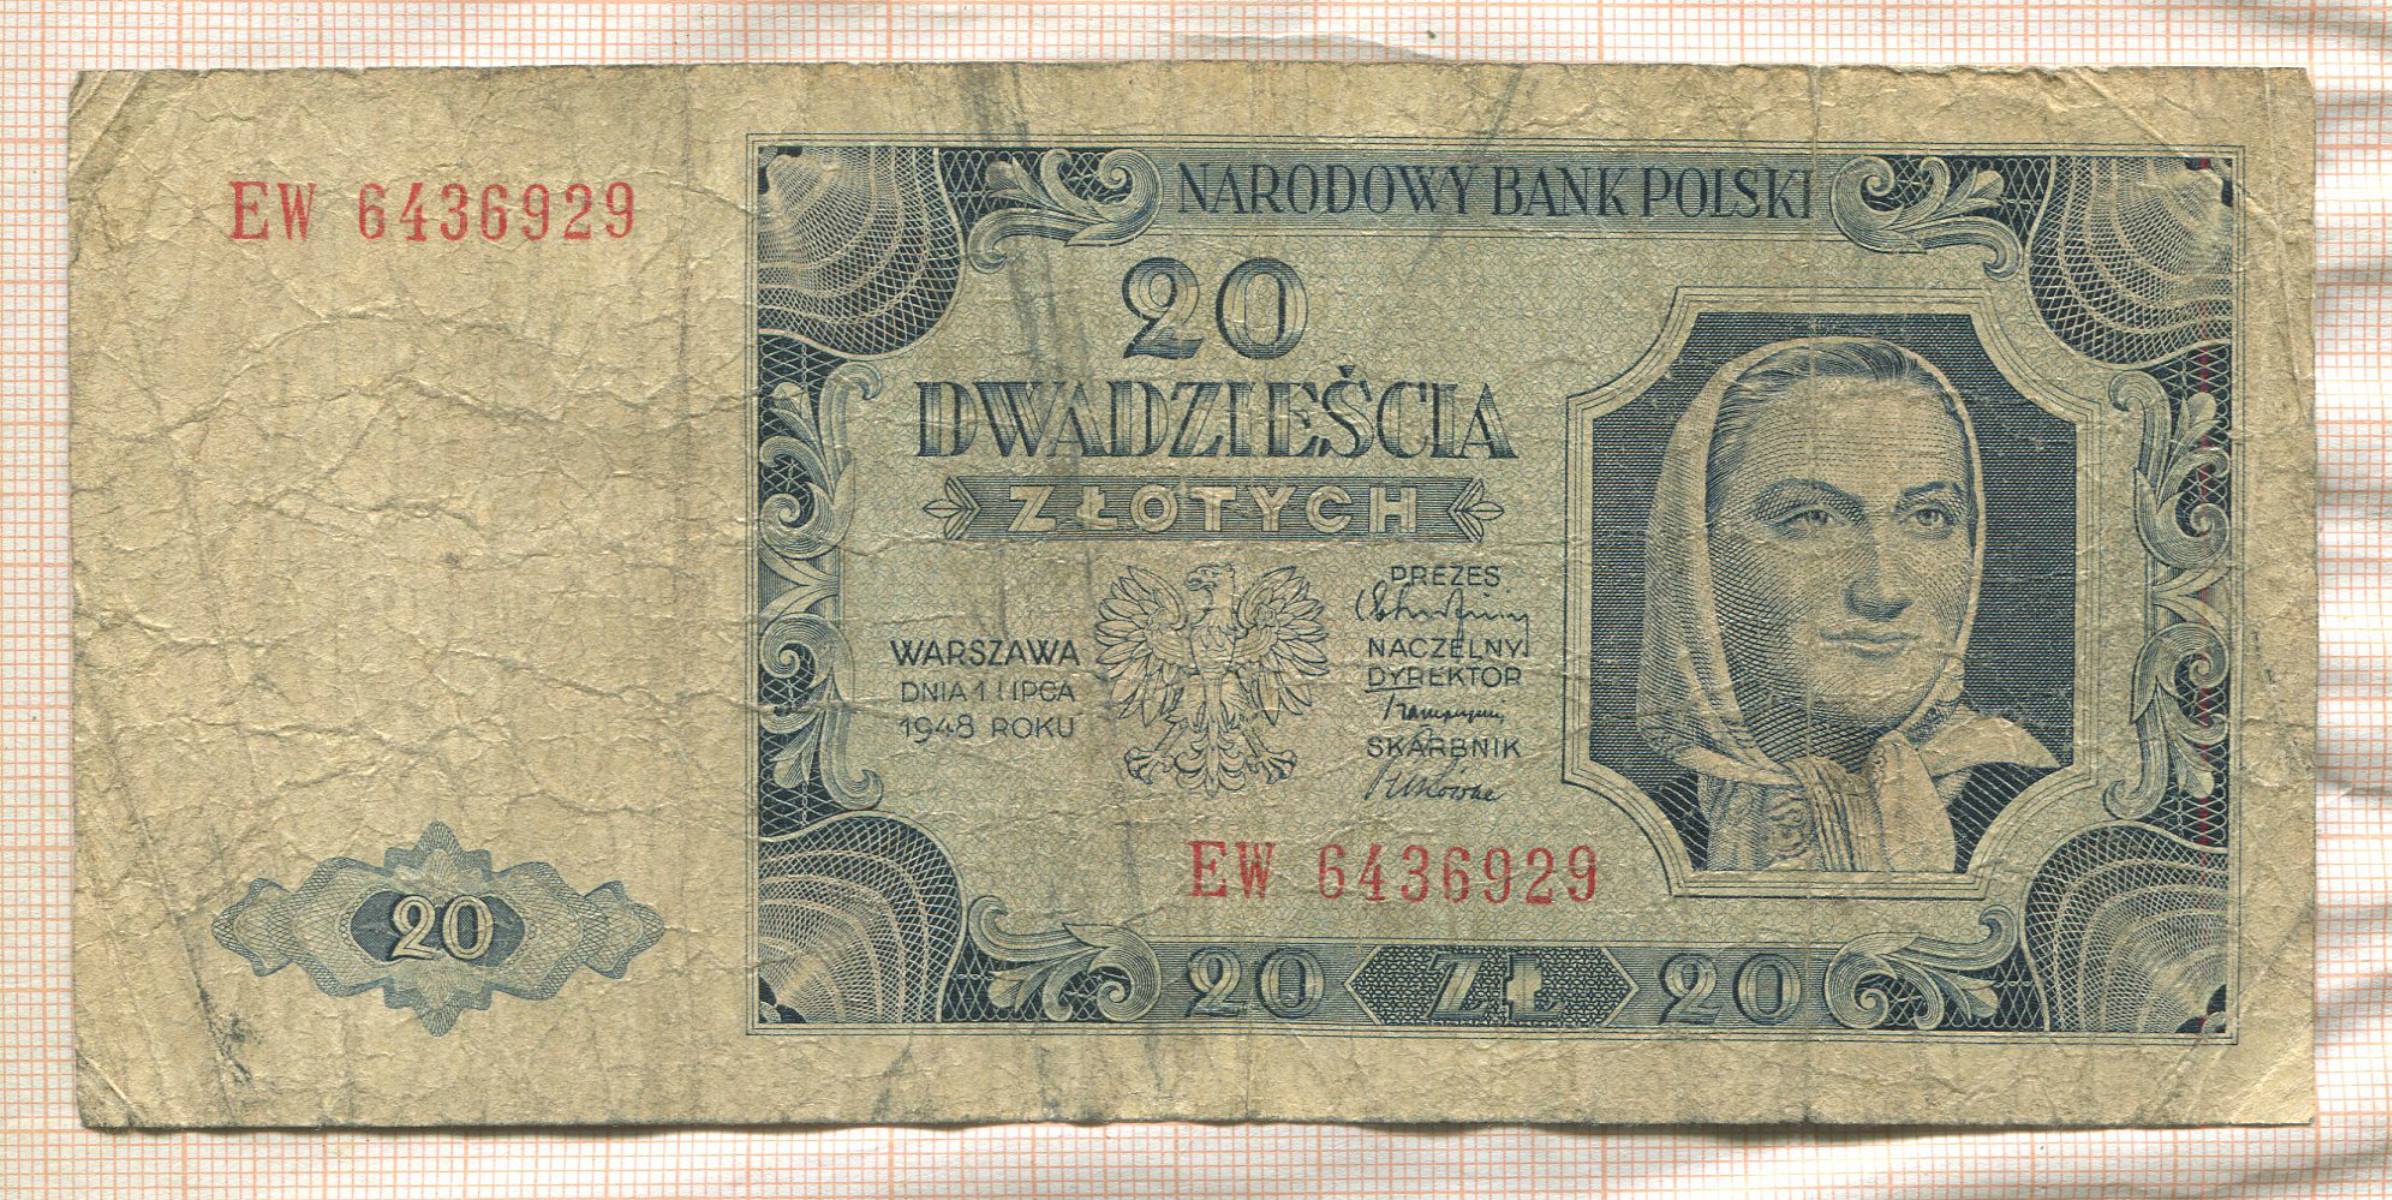 EW 6436929
NARODOWY BANK POLSKI
20
DWADZIEŚCIA
ZŁOTYCH
WARSZAWA
DNIA 1 LIPCA
1948 ROKU
PREZES
NACZELNY
DYREKTOR
SKARBNIK
EW 6436929
20
20 ZŁ 20